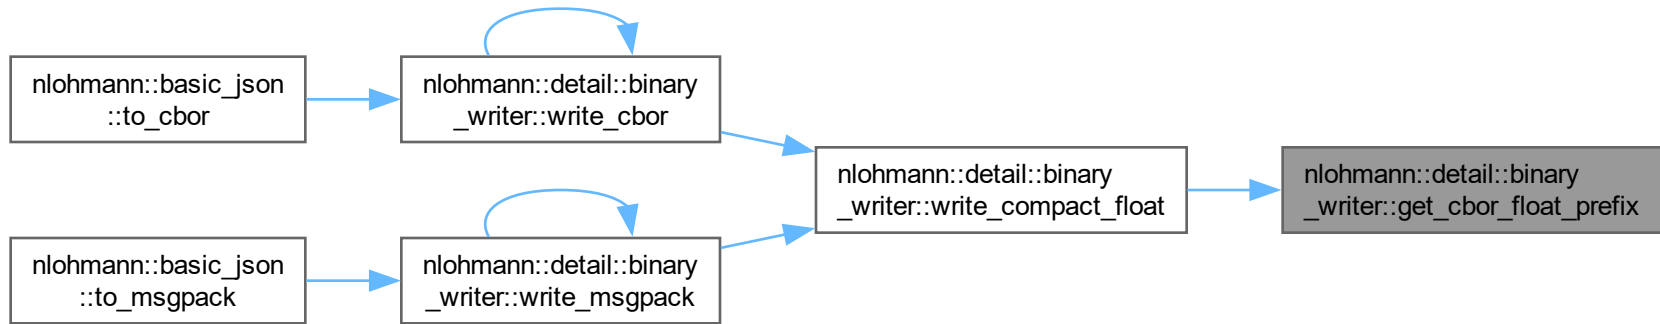 nlohmann::basic_json
::to_cbor
nlohmann::detail::binary
_writer::write_cbor
nlohmann::detail::binary
_writer::write_compact_float
nlohmann::detail::binary
_writer::get_cbor_float_prefix
nlohmann::basic_json
::to_msgpack
nlohmann::detail::binary
_writer::write_msgpack